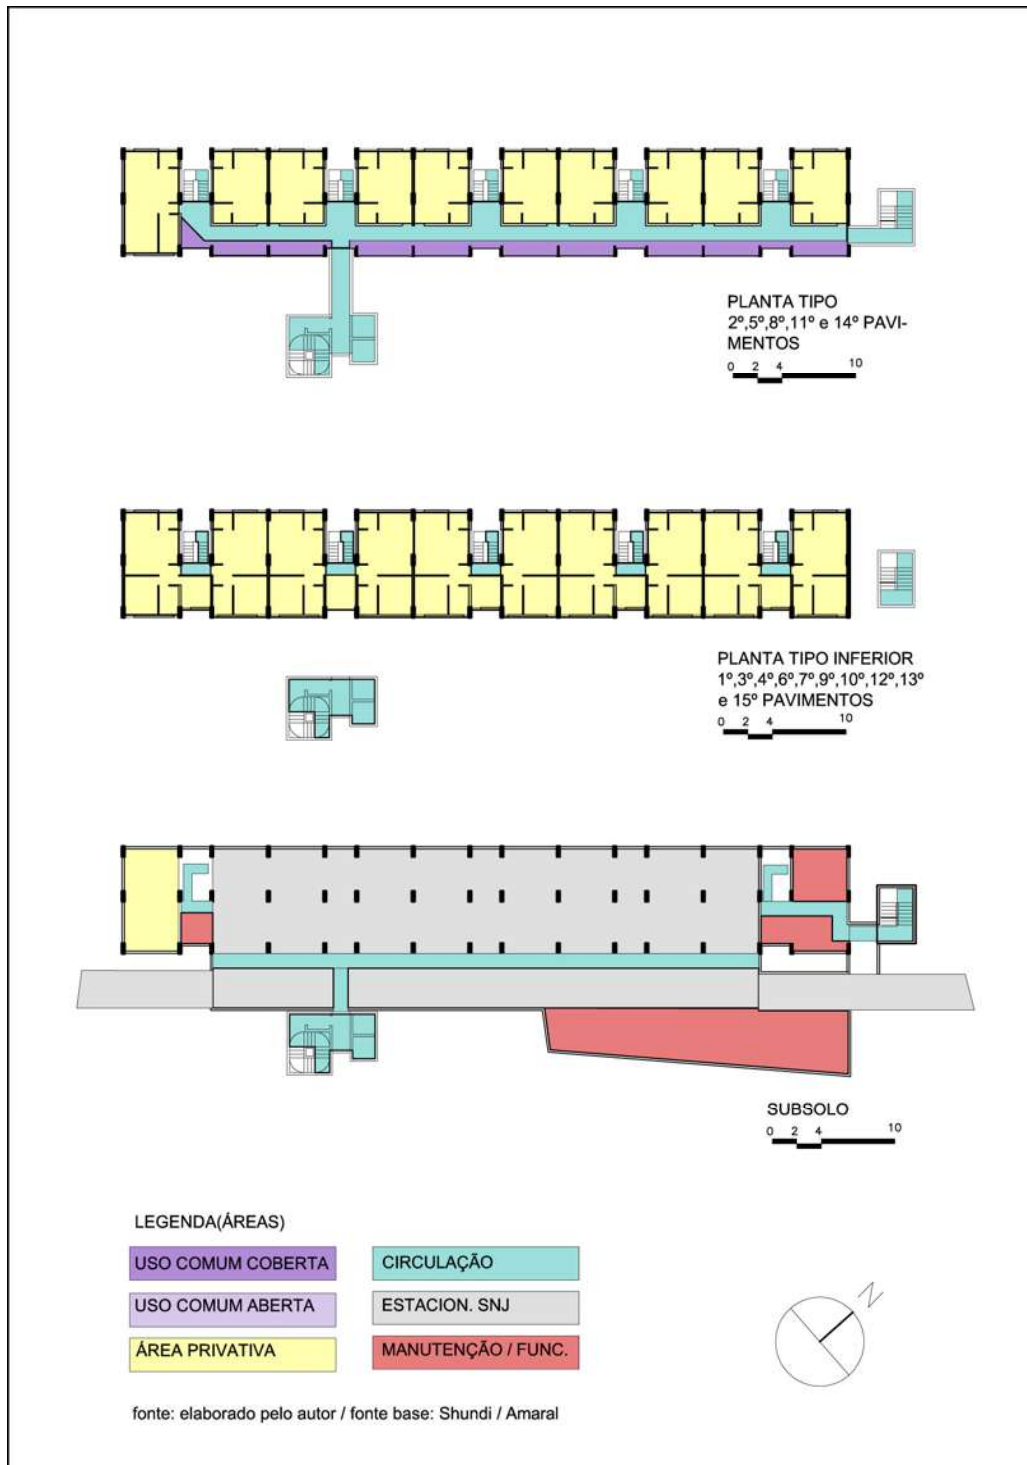 PLANTA TIPO
2º,5º,8º,11º e 14º PAVI-
MENTOS
0 2 4 10
PLANTA TIPO INFERIOR
1º,3º,4º,6º,7º,9º,10º,12º,13º
e 15º PAVIMENTOS
0 2 4 10
SUBSOLO
0 2 4 10
LEGENDA(ÁREAS)
USO COMUM COBERTA
CIRCULAÇÃO
USO COMUM ABERTA
ESTACION. SNJ
ÁREA PRIVATIVA
MANUTENÇÃO / FUNC.
N
fonte: elaborado pelo autor / fonte base: Shundi / Amaral